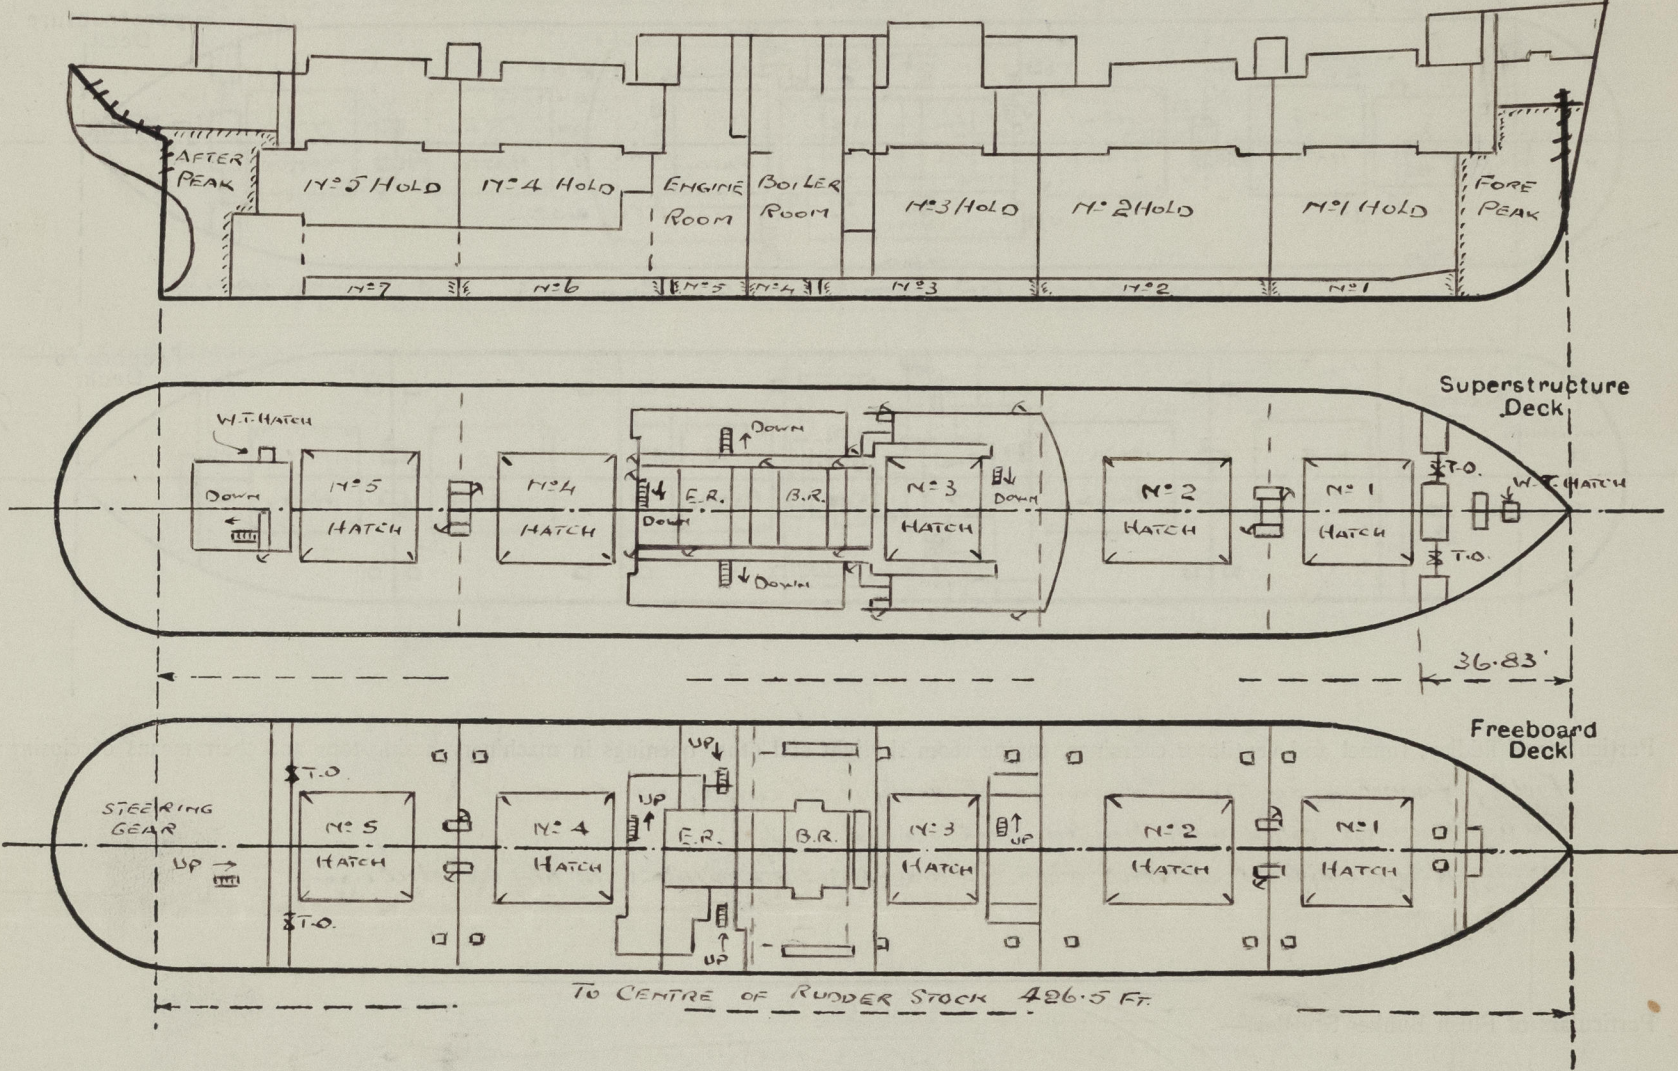 AFTER
PEAK
Nº 5 HOLD
Nº 4 HOLD
ENGINE
ROOM
BOILER
ROOM
Nº 3 HOLD
Nº 2 HOLD
Nº 1 HOLD
FORE
PEAK
Nº 7
Nº 6
Nº 5
Nº 4
Nº 3
Nº 2
Nº 1
Superstructure
Deck
W.T. HATCH
DOWN
Nº 5
HATCH
Nº 4
HATCH
DOWN
DOWN
E.R.
B.R.
DOWN
Nº 3
HATCH
DOWN
Nº 2
HATCH
Nº 1
HATCH
T.O.
W.T. HATCH
T.O.
36.83'
Freeboard
Deck
STEERING
GEAR
UP
T.O.
T.O.
Nº 5
HATCH
Nº 4
HATCH
UP
UP
E.R.
B.R.
UP
Nº 3
HATCH
UP
Nº 2
HATCH
Nº 1
HATCH
TO CENTRE OF RUDDER STOCK 426.5 FT.